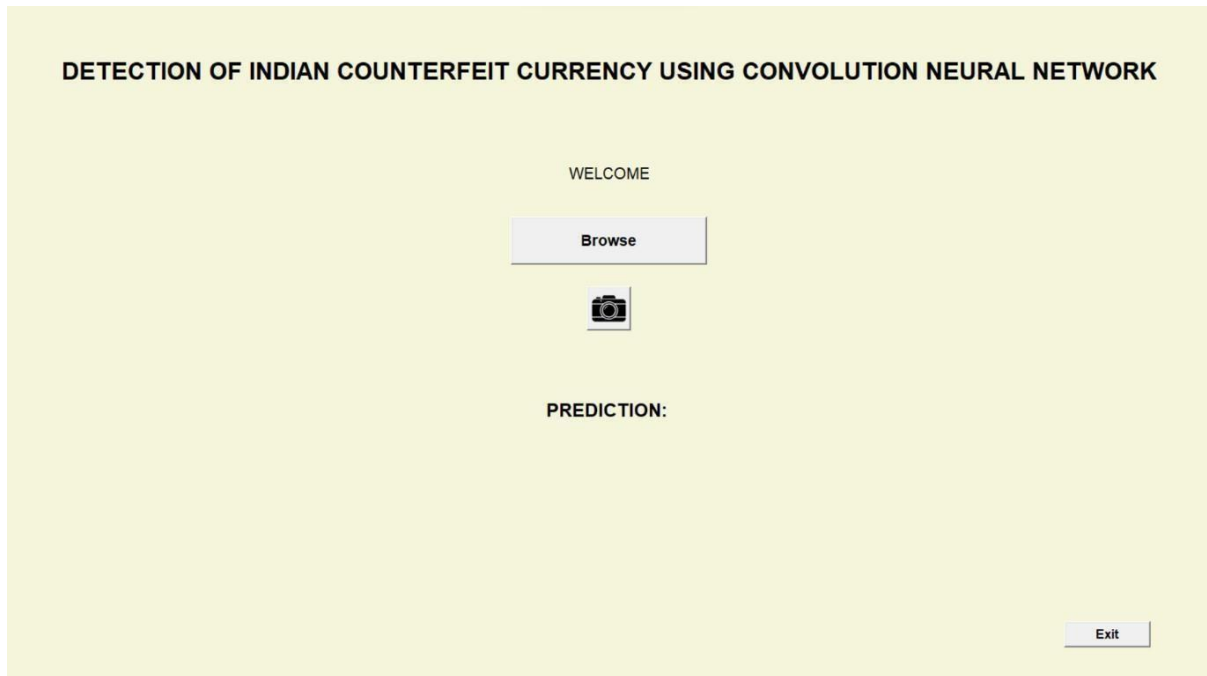 DETECTION OF INDIAN COUNTERFEIT CURRENCY USING CONVOLUTION NEURAL NETWORK
WELCOME
Browse
PREDICTION:
Exit